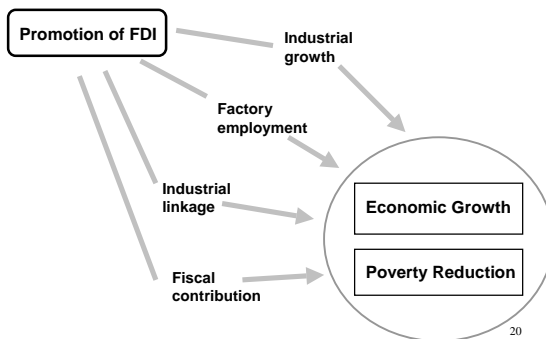 Promotion of FDI
Industrial
growth
Factory
employment
Industrial
linkage
Economic Growth
Poverty Reduction
Fiscal
contribution
20